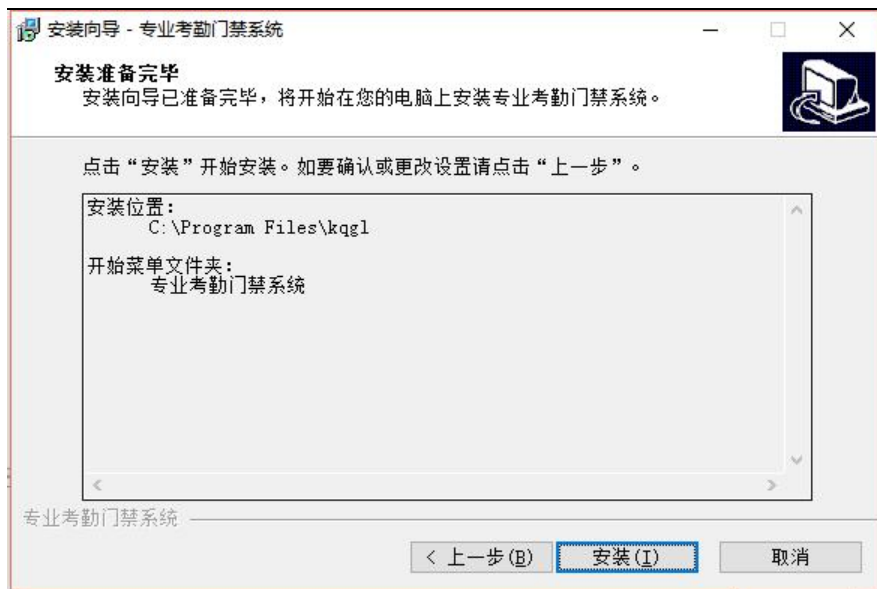 安装向导 - 专业考勤门禁系统
安装准备完毕
安装向导已准备完毕，将开始在您的电脑上安装专业考勤门禁系统。
点击“安装”开始安装。如要确认或更改设置请点击“上一步”。
安装位置：
C:\Program Files\kqgl
开始菜单文件夹：
专业考勤门禁系统
专业考勤门禁系统
< 上一步(B) 安装(I) 取消